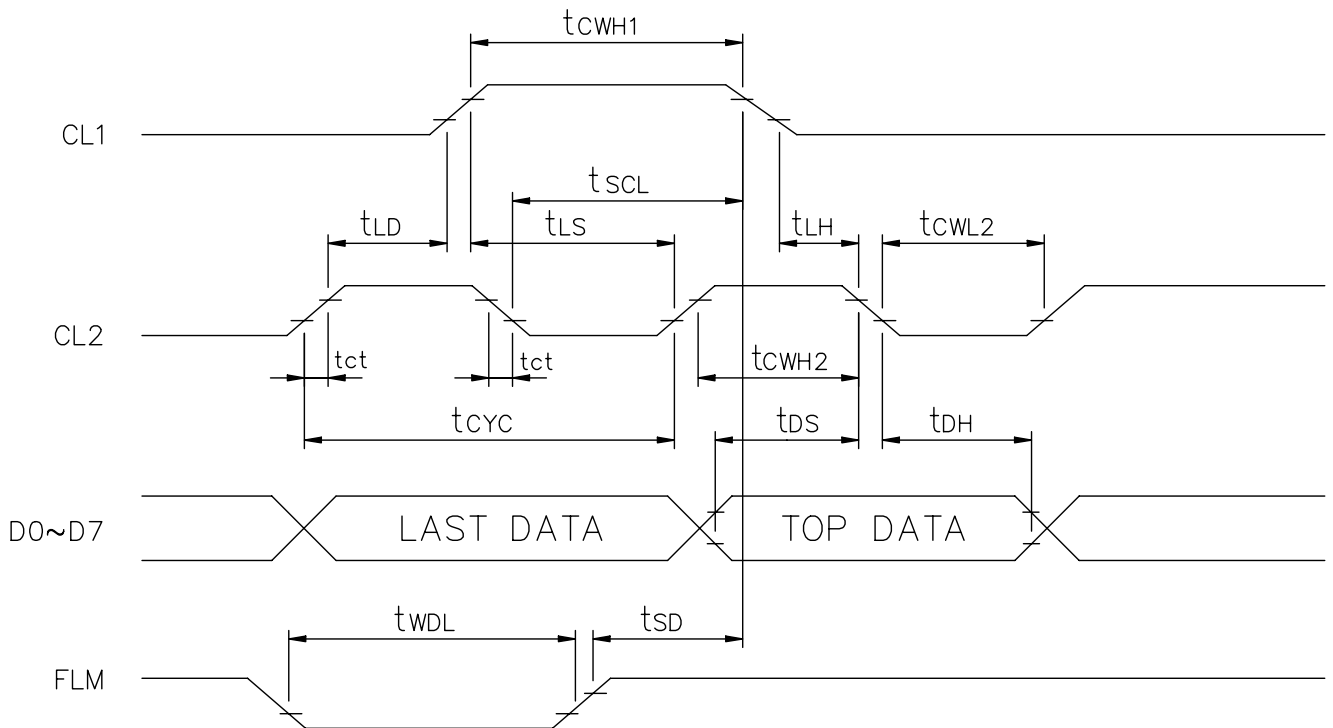 tCWH1
CL1
tSCL
tLD
tLS
tLH
tCWL2
CL2
tct
tct
tCWH2
tCYC
tDS
tDH
D0~D7
LAST DATA
TOP DATA
tWDL
tSD
FLM